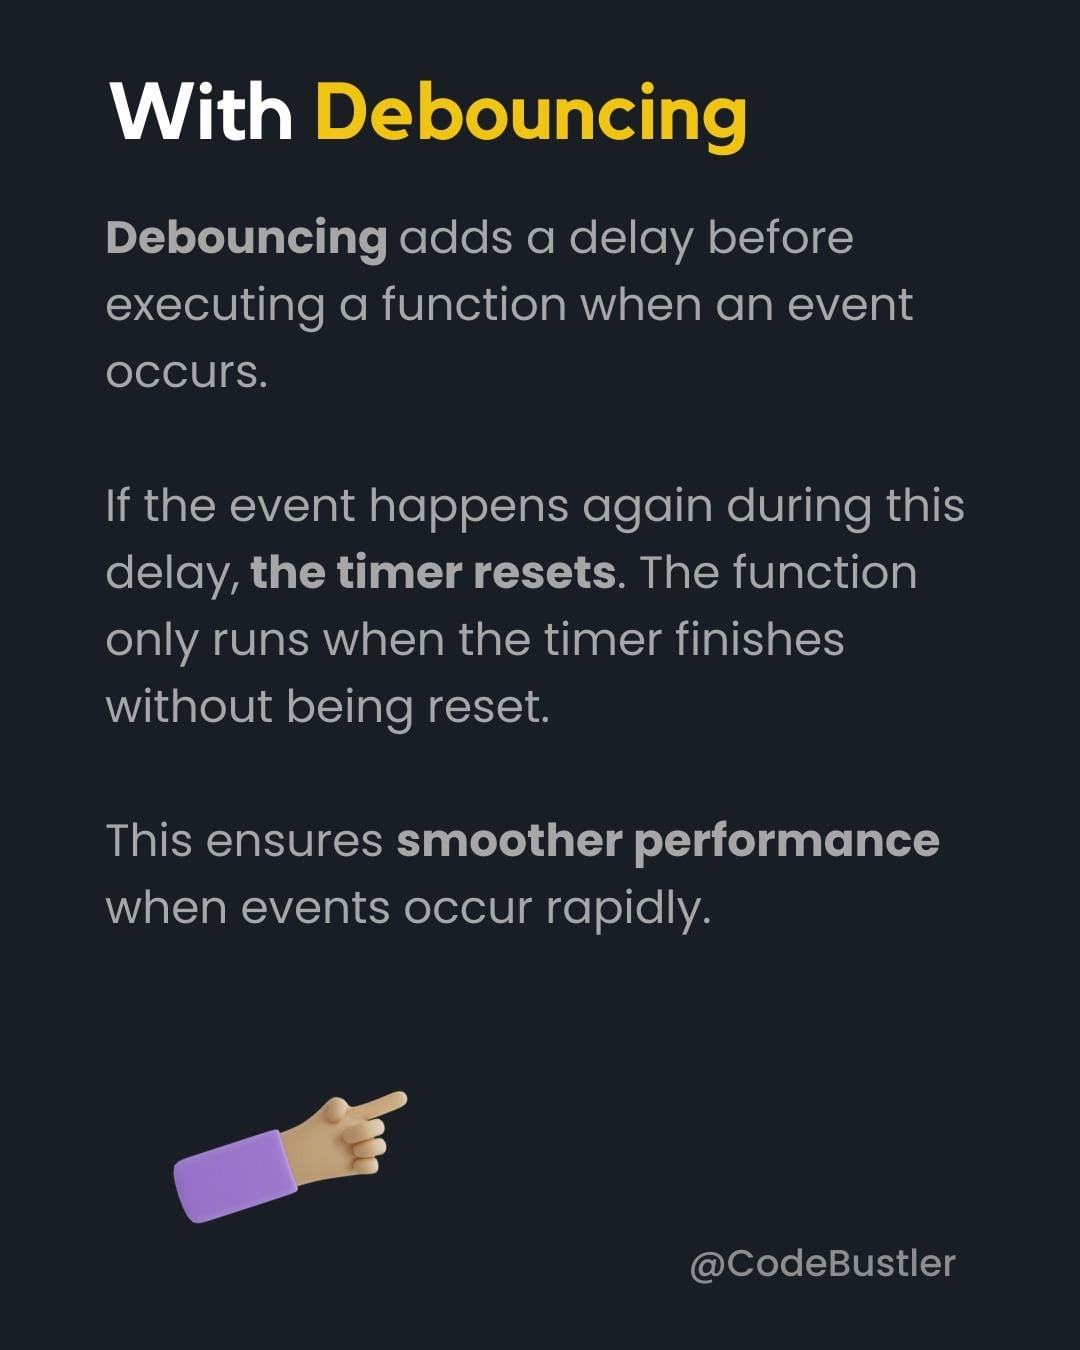 With Debouncing
Debouncing adds a delay before
executing a function when an event
occurs.
If the event happens again during this
delay, the timer resets. The function
only runs when the timer finishes
without being reset.
This ensures smoother performance
when events occur rapidly.
@CodeBustler